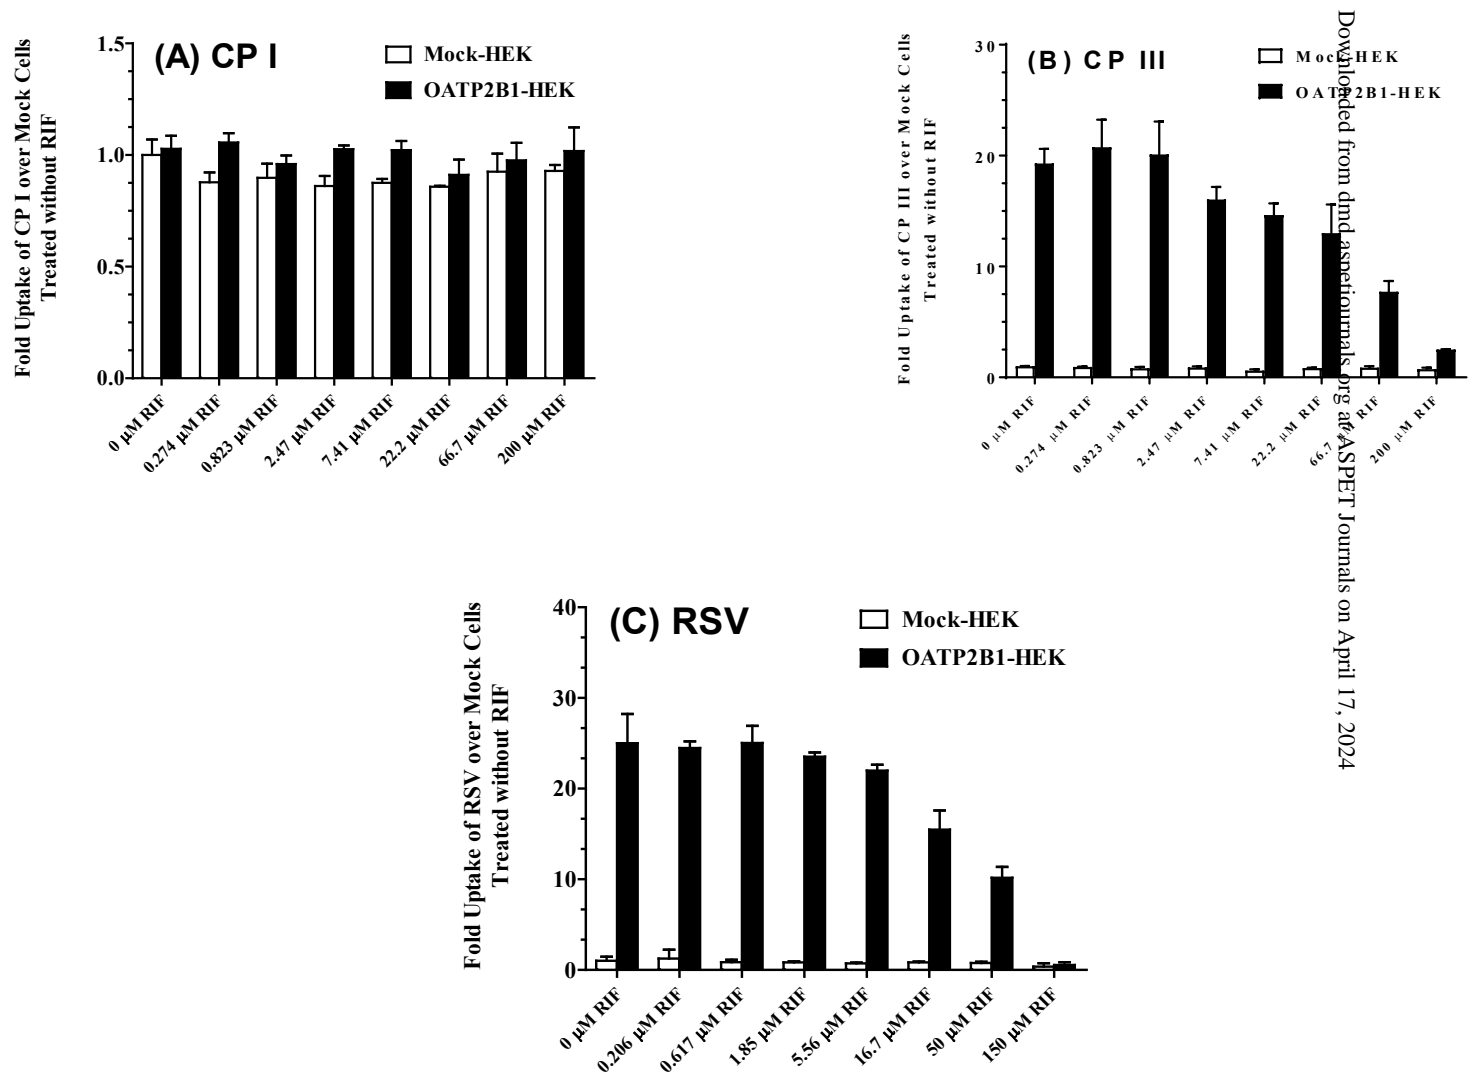 (A) CP I
Mock-HEK
OATP2B1-HEK
Fold Uptake of CP I over Mock Cells
Treated without RIF
1.5
1.0
0.5
0.0
0 µM RIF
0.274 µM RIF
0.823 µM RIF
2.47 µM RIF
7.41 µM RIF
22.2 µM RIF
66.7 µM RIF
200 µM RIF
(B) CP III
Mock-HEK
OATP2B1-HEK
Fold Uptake of CP III over Mock Cells
Treated without RIF
30
20
10
0
0 µM RIF
0.274 µM RIF
0.823 µM RIF
2.47 µM RIF
7.41 µM RIF
22.2 µM RIF
66.7 µM RIF
200 µM RIF
Downloaded from dmd.aspetjournals.org at ASPET Journals on April 17, 2024
(C) RSV
Mock-HEK
OATP2B1-HEK
Fold Uptake of RSV over Mock Cells
Treated without RIF
40
30
20
10
0
0 µM RIF
0.206 µM RIF
0.617 µM RIF
1.85 µM RIF
5.56 µM RIF
16.7 µM RIF
50 µM RIF
150 µM RIF